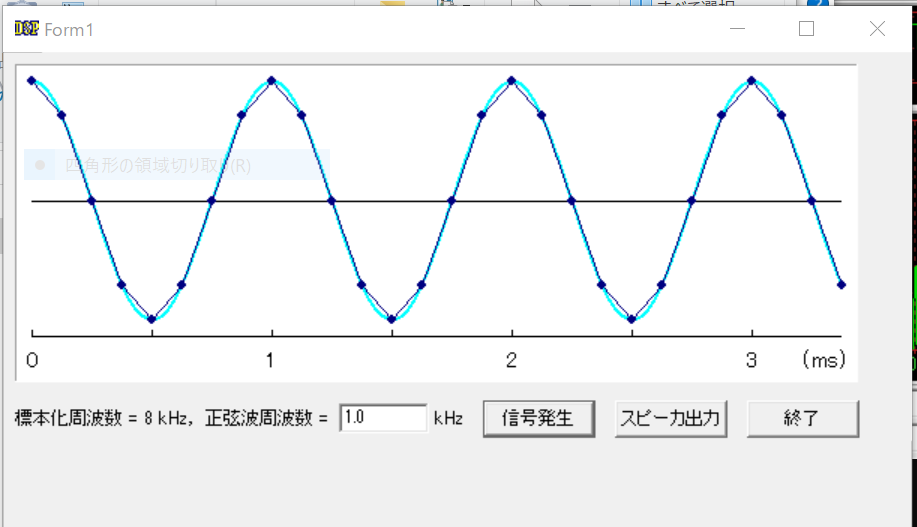 DSP Form1
四角形の領域切り取り(R)
0 1 2 3 (ms)
標本化周波数 = 8 kHz, 正弦波周波数 = 1.0 kHz 信号発生 スピーカ出力 終了